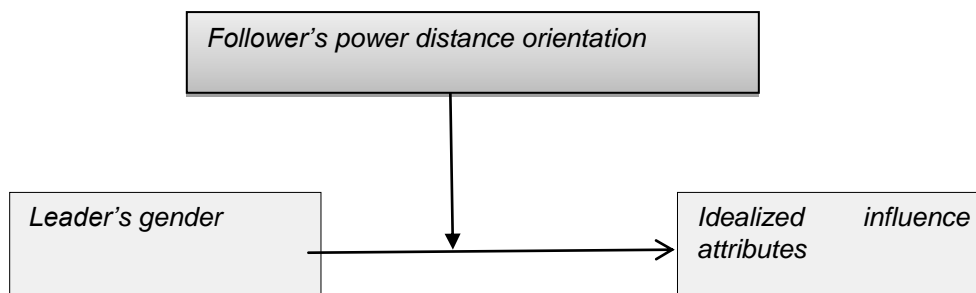 Follower's power distance orientation
Leader's gender
Idealized influence
attributes